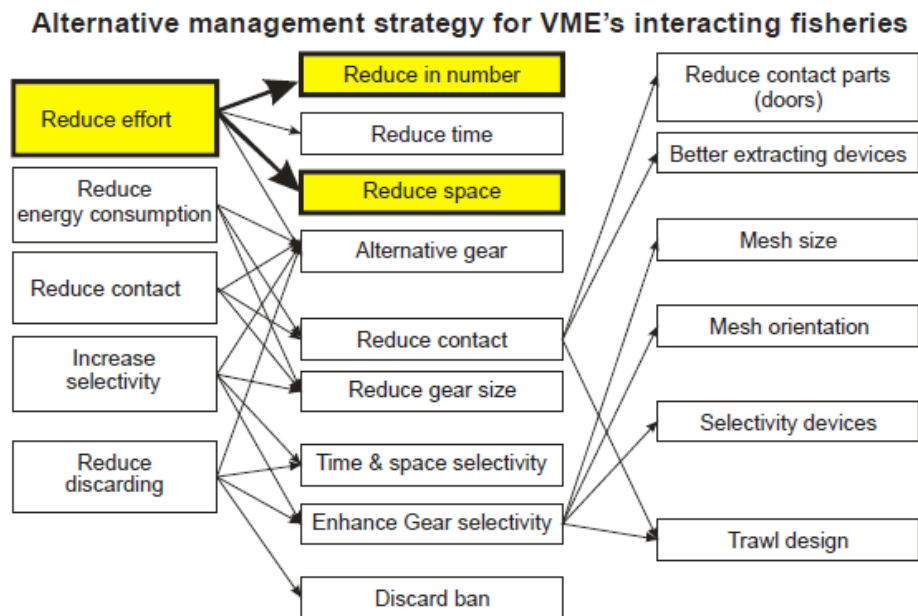 Alternative management strategy for VME's interacting fisheries
Reduce effort
Reduce
energy consumption
Reduce contact
Increase
selectivity
Reduce
discarding
Reduce in number
Reduce time
Reduce space
Alternative gear
Reduce contact
Reduce gear size
Time & space selectivity
Enhance Gear selectivity
Discard ban
Reduce contact parts
(doors)
Better extracting devices
Mesh size
Mesh orientation
Selectivity devices
Trawl design